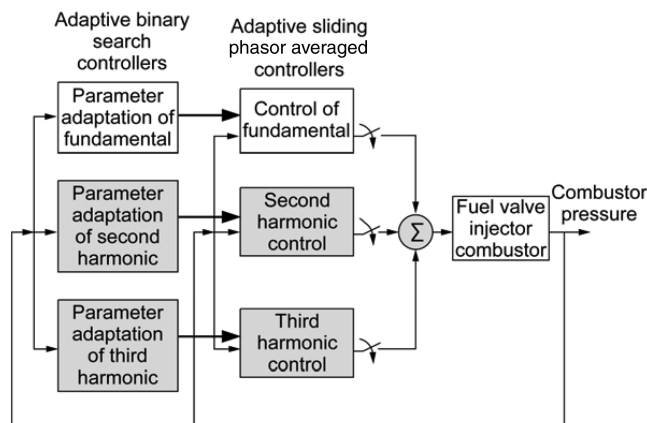 Adaptive binary
search
controllers
Adaptive sliding
phasor averaged
controllers
Parameter
adaptation of
fundamental
Control of
fundamental
Parameter
adaptation
of second
harmonic
Second
harmonic
control
Σ
Fuel valve
injector
combustor
Combustor
pressure
Parameter
adaptation
of third
harmonic
Third
harmonic
control